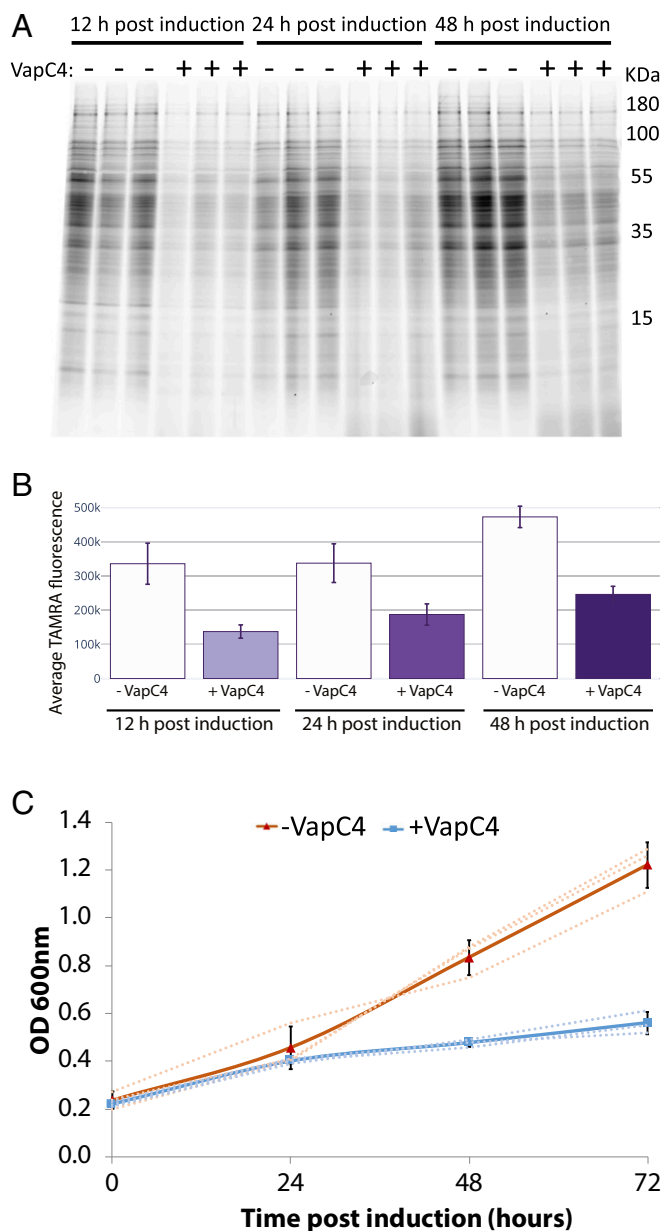 A
12 h post induction 24 h post induction 48 h post induction
VapC4: - - - + + + - - - + + + - - - + + +
KDa
180
100
55
35
15
B
Average TAMRA fluorescence
500k
400k
300k
200k
100k
0
- VapC4 + VapC4 - VapC4 + VapC4 - VapC4 + VapC4
12 h post induction 24 h post induction 48 h post induction
C
-VapC4 +VapC4
OD 600nm
1.4
1.2
1.0
0.8
0.6
0.4
0.2
0.0
0 24 48 72
Time post induction (hours)